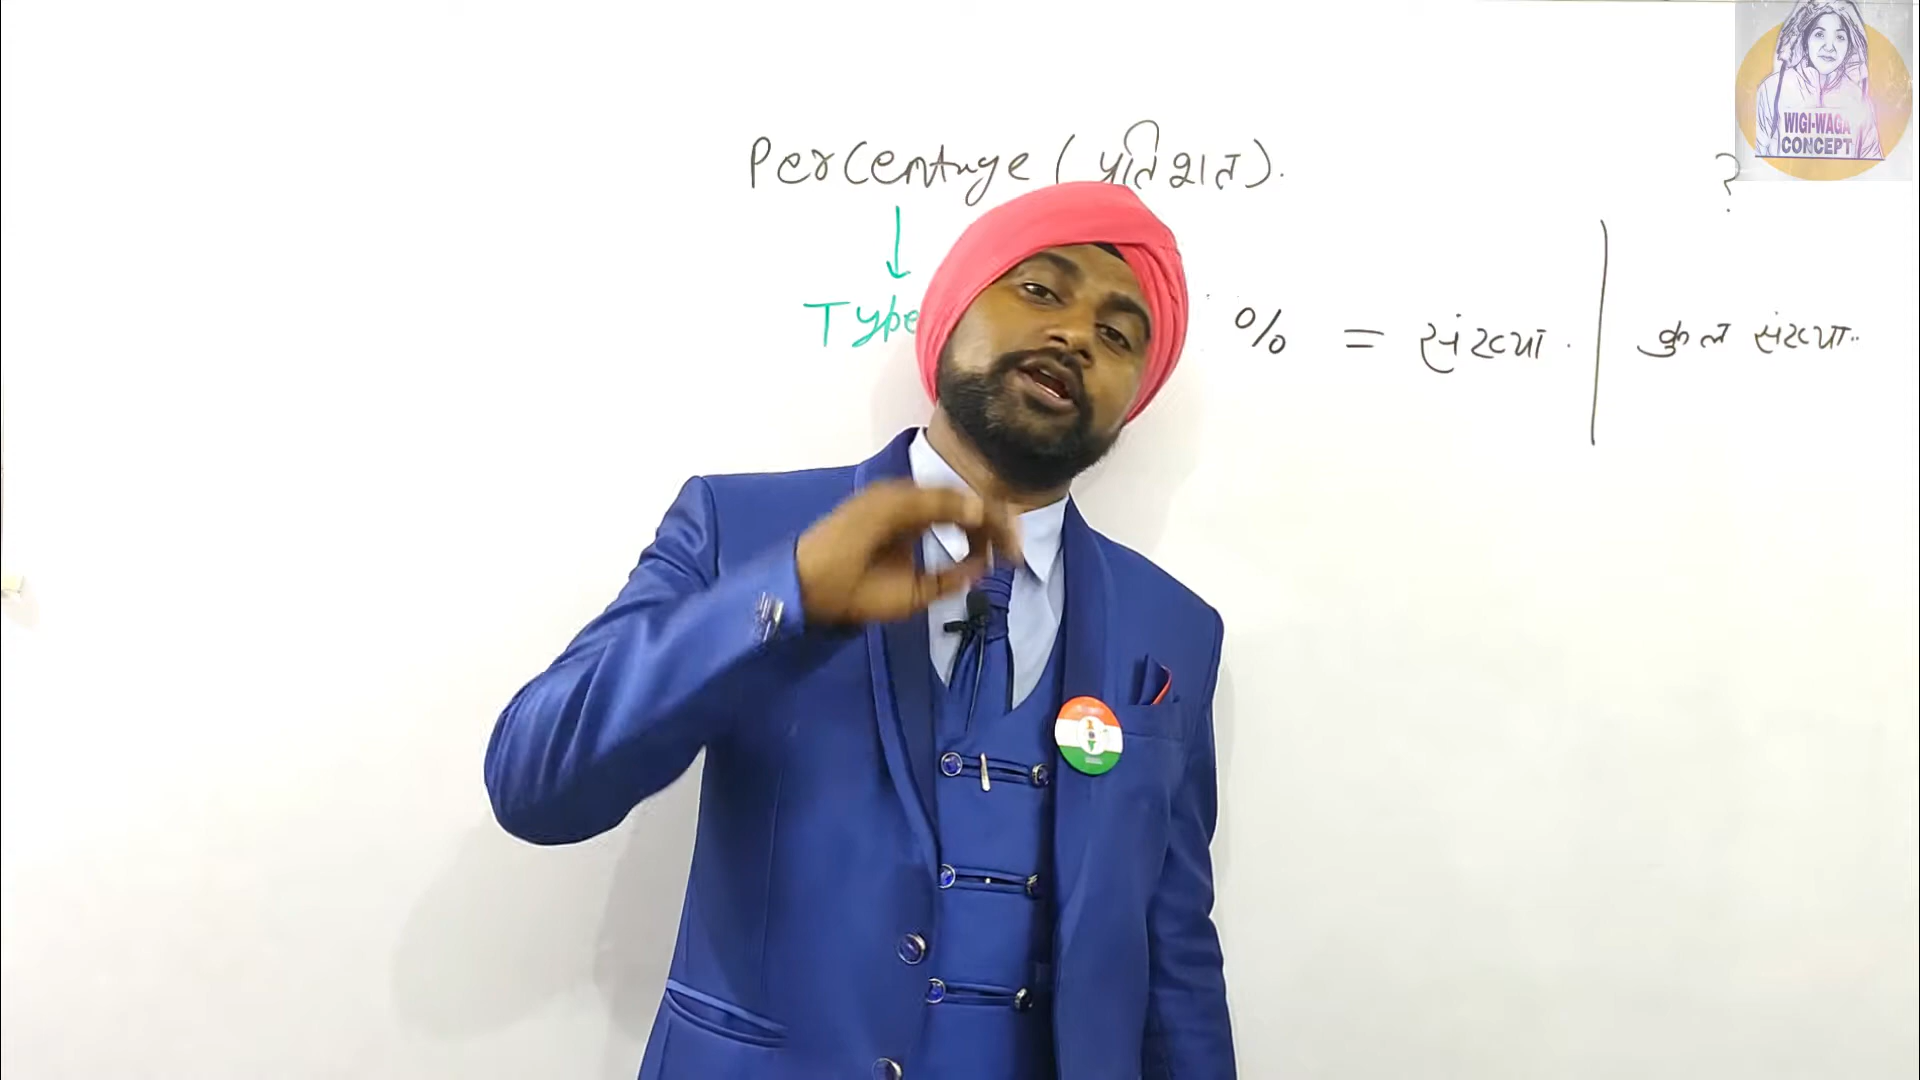 Percentage (प्रतिशत).
?
Type
% = संख्या . | कुल संख्या..
WIGI-WAGA
CONCEPT